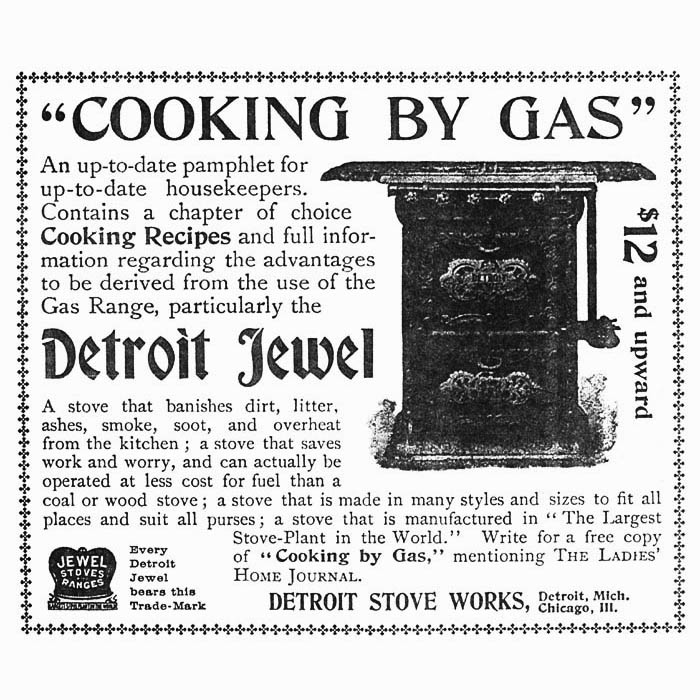 “COOKING BY GAS”
An up-to-date pamphlet for
up-to-date housekeepers.
Contains a chapter of choice
Cooking Recipes and full infor-
mation regarding the advantages
to be derived from the use of the
Gas Range, particularly the
Detroit Jewel
$12 and upward
A stove that banishes dirt, litter,
ashes, smoke, soot, and overheat
from the kitchen ; a stove that saves
work and worry, and can actually be
operated at less cost for fuel than a
coal or wood stove ; a stove that is made in many styles and sizes to fit all
places and suit all purses ; a stove that is manufactured in “ The Largest
Stove-Plant in the World.” Write for a free copy
of “Cooking by Gas,” mentioning THE LADIES’
HOME JOURNAL.
JEWEL
STOVES
RANGES
Every
Detroit
Jewel
bears this
Trade-Mark
DETROIT STOVE WORKS, Detroit, Mich.
Chicago, Ill.